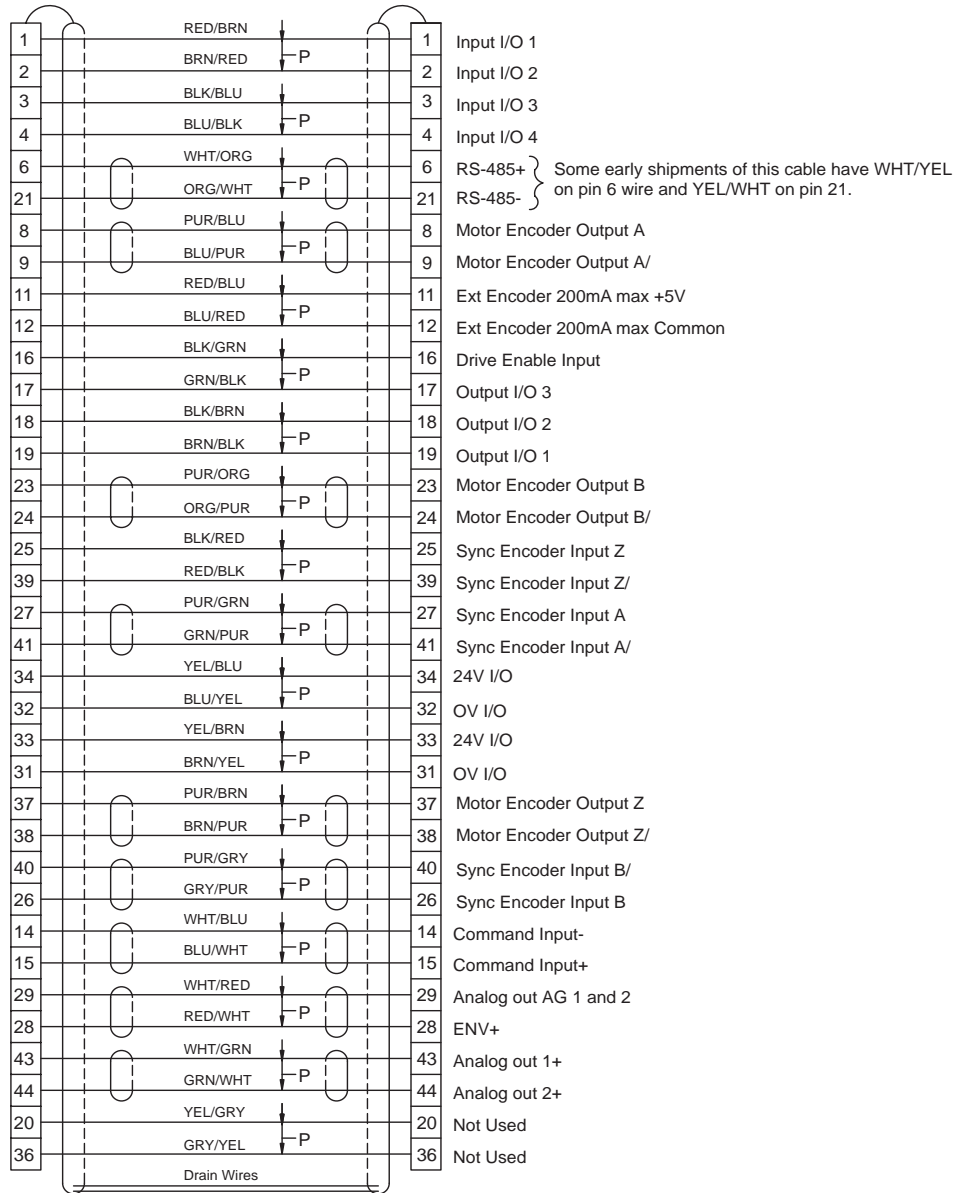 1 RED/BRN 1 Input I/O 1
P
2 BRN/RED 2 Input I/O 2
3 BLK/BLU 3 Input I/O 3
P
4 BLU/BLK 4 Input I/O 4
6 WHT/ORG 6 RS-485+ Some early shipments of this cable have WHT/YEL
P
21 ORG/WHT 21 RS-485- on pin 6 wire and YEL/WHT on pin 21.
8 PUR/BLU 8 Motor Encoder Output A
P
9 BLU/PUR 9 Motor Encoder Output A/
11 RED/BLU 11 Ext Encoder 200mA max +5V
P
12 BLU/RED 12 Ext Encoder 200mA max Common
16 BLK/GRN 16 Drive Enable Input
P
17 GRN/BLK 17 Output I/O 3
18 BLK/BRN 18 Output I/O 2
P
19 BRN/BLK 19 Output I/O 1
23 PUR/ORG 23 Motor Encoder Output B
P
24 ORG/PUR 24 Motor Encoder Output B/
25 BLK/RED 25 Sync Encoder Input Z
P
39 RED/BLK 39 Sync Encoder Input Z/
27 PUR/GRN 27 Sync Encoder Input A
P
41 GRN/PUR 41 Sync Encoder Input A/
34 YEL/BLU 34 24V I/O
P
32 BLU/YEL 32 OV I/O
33 YEL/BRN 33 24V I/O
P
31 BRN/YEL 31 OV I/O
37 PUR/BRN 37 Motor Encoder Output Z
P
38 BRN/PUR 38 Motor Encoder Output Z/
40 PUR/GRY 40 Sync Encoder Input B/
P
26 GRY/PUR 26 Sync Encoder Input B
14 WHT/BLU 14 Command Input-
P
15 BLU/WHT 15 Command Input+
29 WHT/RED 29 Analog out AG 1 and 2
P
28 RED/WHT 28 ENV+
43 WHT/GRN 43 Analog out 1+
P
44 GRN/WHT 44 Analog out 2+
20 YEL/GRY 20 Not Used
P
36 GRY/YEL 36 Not Used
Drain Wires